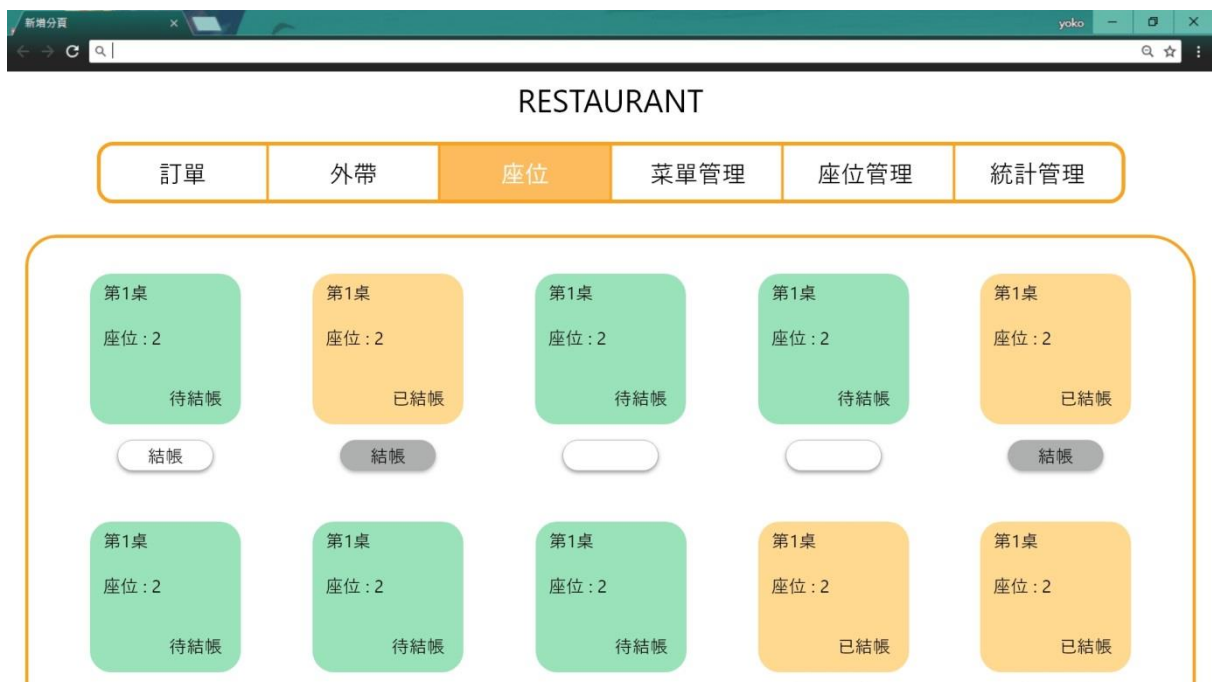 新增分頁
yoko
RESTAURANT
訂單 外帶 座位 菜單管理 座位管理 統計管理
第1桌 第1桌 第1桌 第1桌 第1桌
座位 : 2 座位 : 2 座位 : 2 座位 : 2 座位 : 2
待結帳 已結帳 待結帳 待結帳 已結帳
結帳 結帳 結帳
第1桌 第1桌 第1桌 第1桌 第1桌
座位 : 2 座位 : 2 座位 : 2 座位 : 2 座位 : 2
待結帳 待結帳 待結帳 已結帳 已結帳